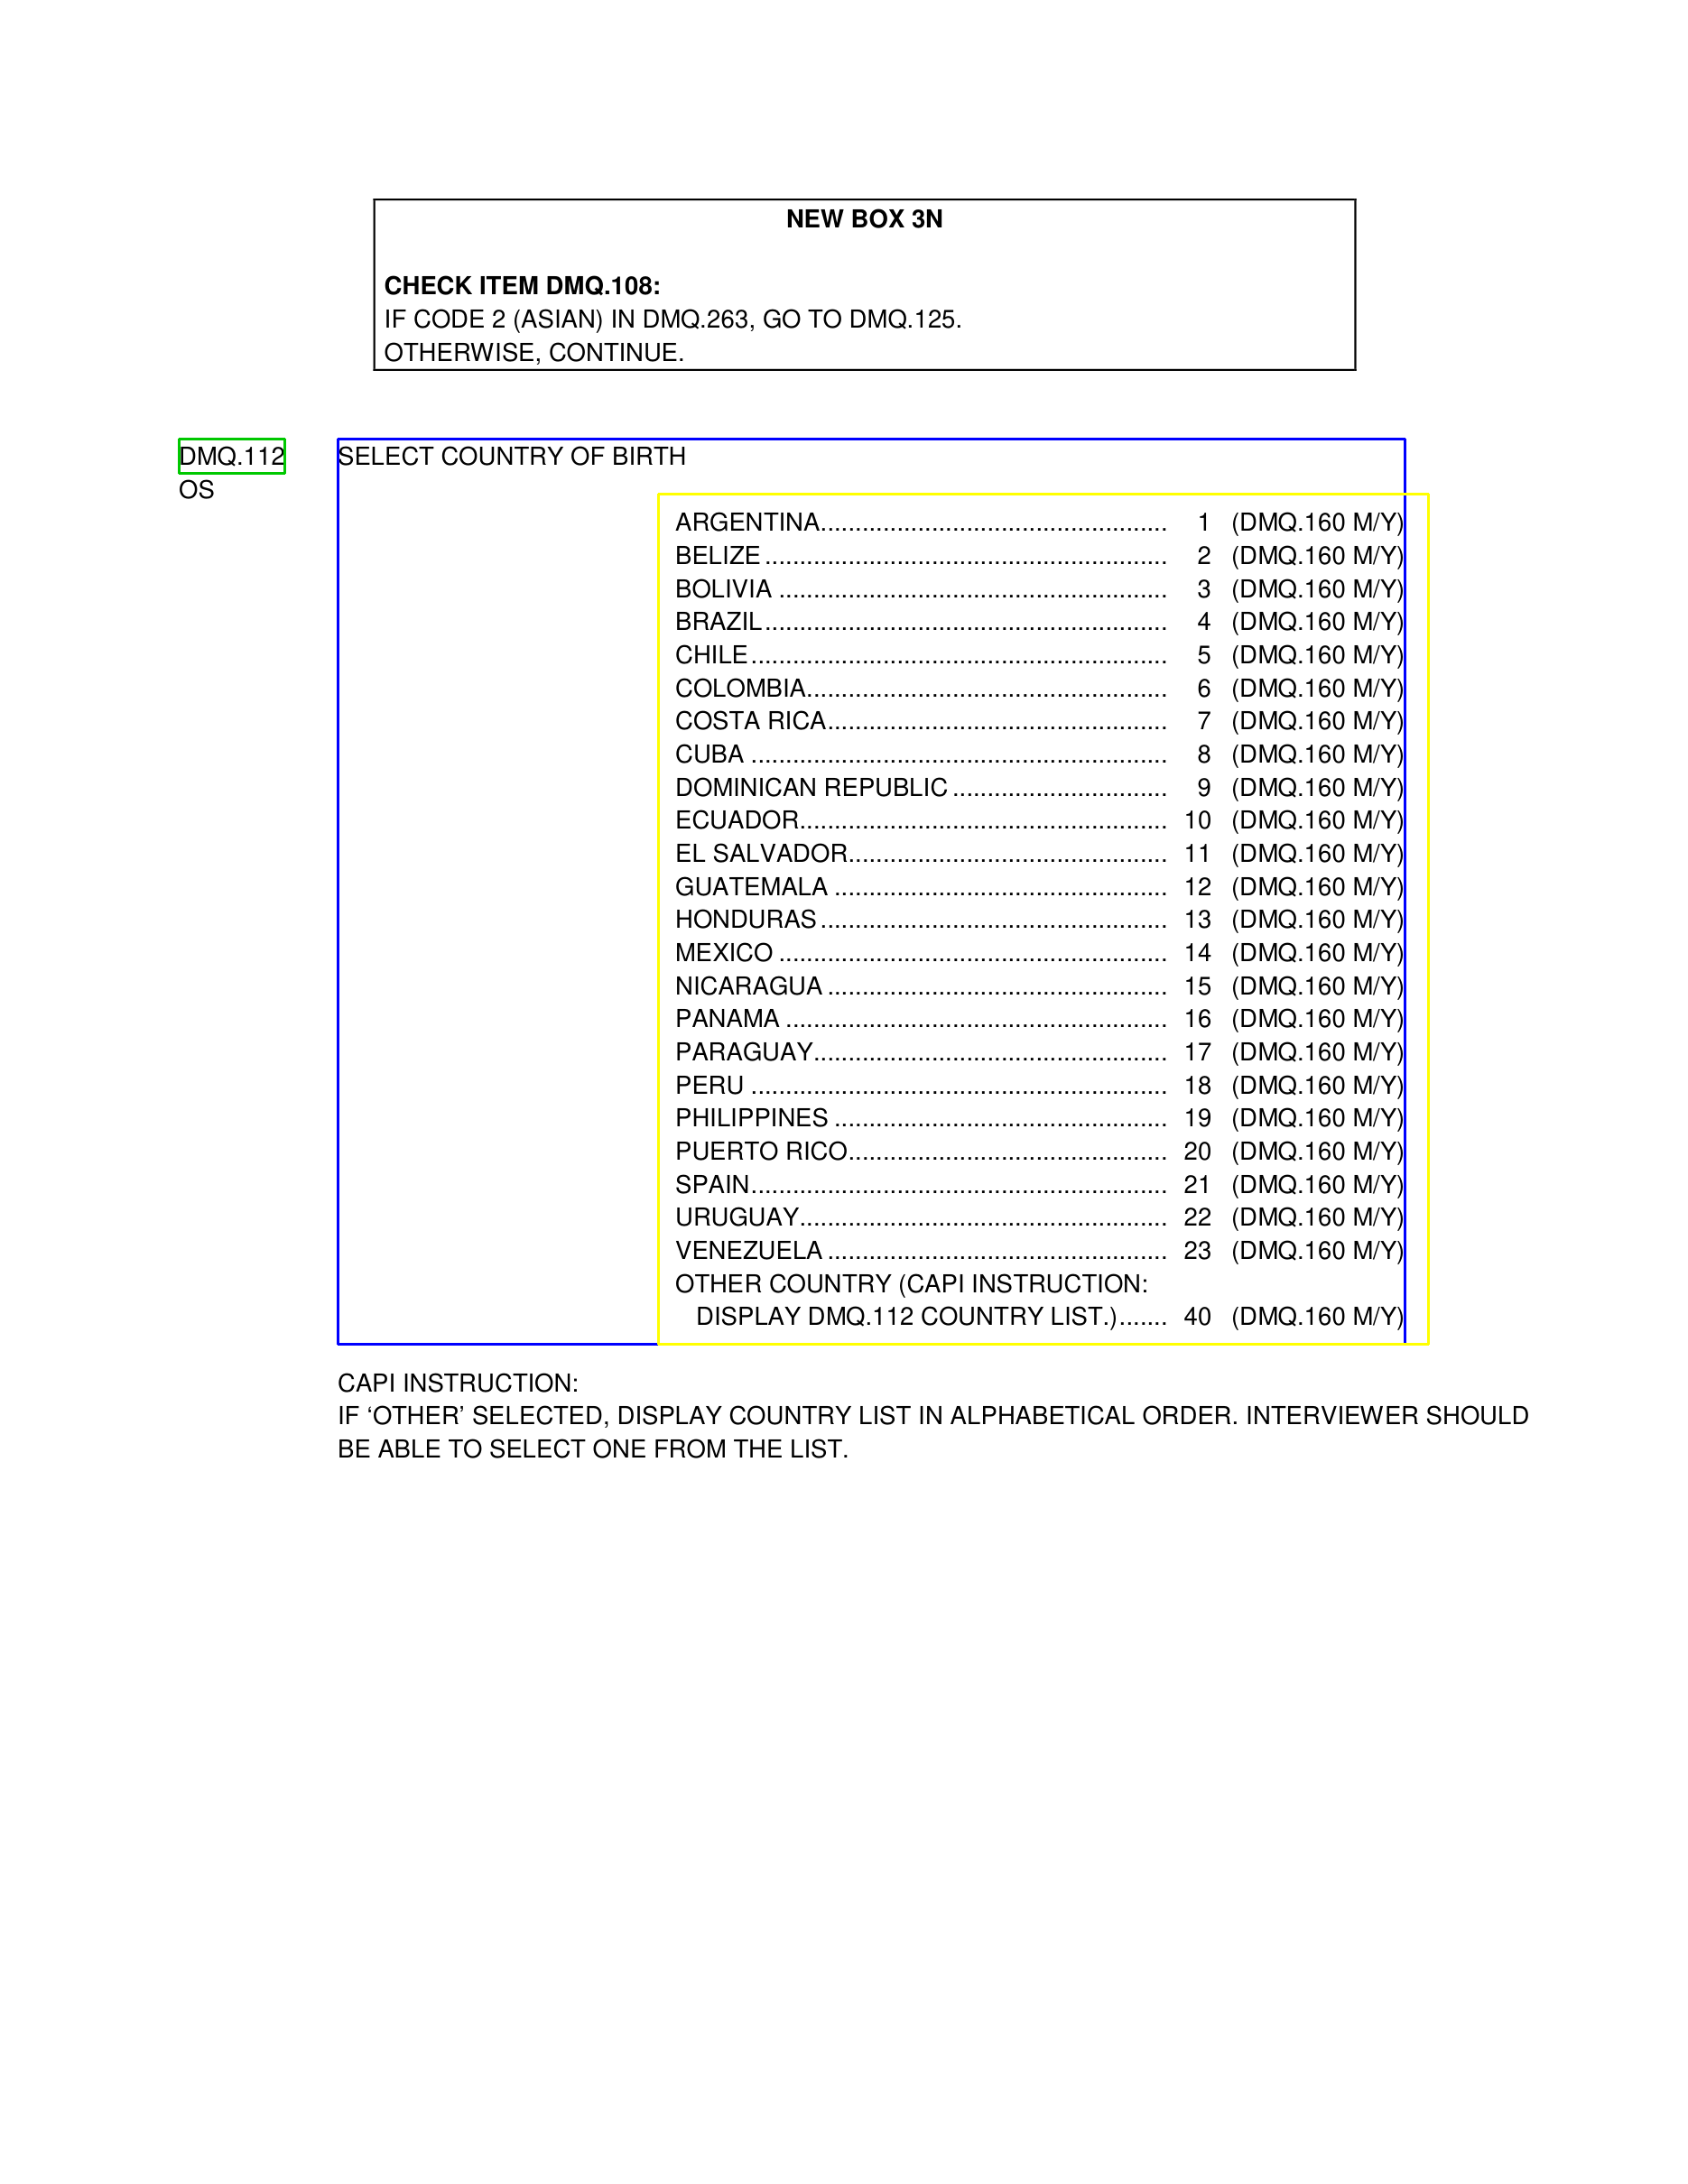 NEW BOX 3N
CHECK ITEM DMQ.108:
IF CODE 2 (ASIAN) IN DMQ.263, GO TO DMQ.125.
OTHERWISE, CONTINUE.
DMQ.112 SELECT COUNTRY OF BIRTH
OS
ARGENTINA.................................................. 1 (DMQ.160 M/Y)
BELIZE .......................................................... 2 (DMQ.160 M/Y)
BOLIVIA ........................................................ 3 (DMQ.160 M/Y)
BRAZIL.......................................................... 4 (DMQ.160 M/Y)
CHILE............................................................ 5 (DMQ.160 M/Y)
COLOMBIA.................................................... 6 (DMQ.160 M/Y)
COSTA RICA................................................. 7 (DMQ.160 M/Y)
CUBA ............................................................ 8 (DMQ.160 M/Y)
DOMINICAN REPUBLIC ............................... 9 (DMQ.160 M/Y)
ECUADOR..................................................... 10 (DMQ.160 M/Y)
EL SALVADOR.............................................. 11 (DMQ.160 M/Y)
GUATEMALA ................................................ 12 (DMQ.160 M/Y)
HONDURAS.................................................. 13 (DMQ.160 M/Y)
MEXICO ........................................................ 14 (DMQ.160 M/Y)
NICARAGUA ................................................. 15 (DMQ.160 M/Y)
PANAMA ....................................................... 16 (DMQ.160 M/Y)
PARAGUAY................................................... 17 (DMQ.160 M/Y)
PERU ............................................................ 18 (DMQ.160 M/Y)
PHILIPPINES ................................................ 19 (DMQ.160 M/Y)
PUERTO RICO.............................................. 20 (DMQ.160 M/Y)
SPAIN............................................................ 21 (DMQ.160 M/Y)
URUGUAY..................................................... 22 (DMQ.160 M/Y)
VENEZUELA ................................................. 23 (DMQ.160 M/Y)
OTHER COUNTRY (CAPI INSTRUCTION:
DISPLAY DMQ.112 COUNTRY LIST.)....... 40 (DMQ.160 M/Y)
CAPI INSTRUCTION:
IF ‘OTHER’ SELECTED, DISPLAY COUNTRY LIST IN ALPHABETICAL ORDER. INTERVIEWER SHOULD
BE ABLE TO SELECT ONE FROM THE LIST.